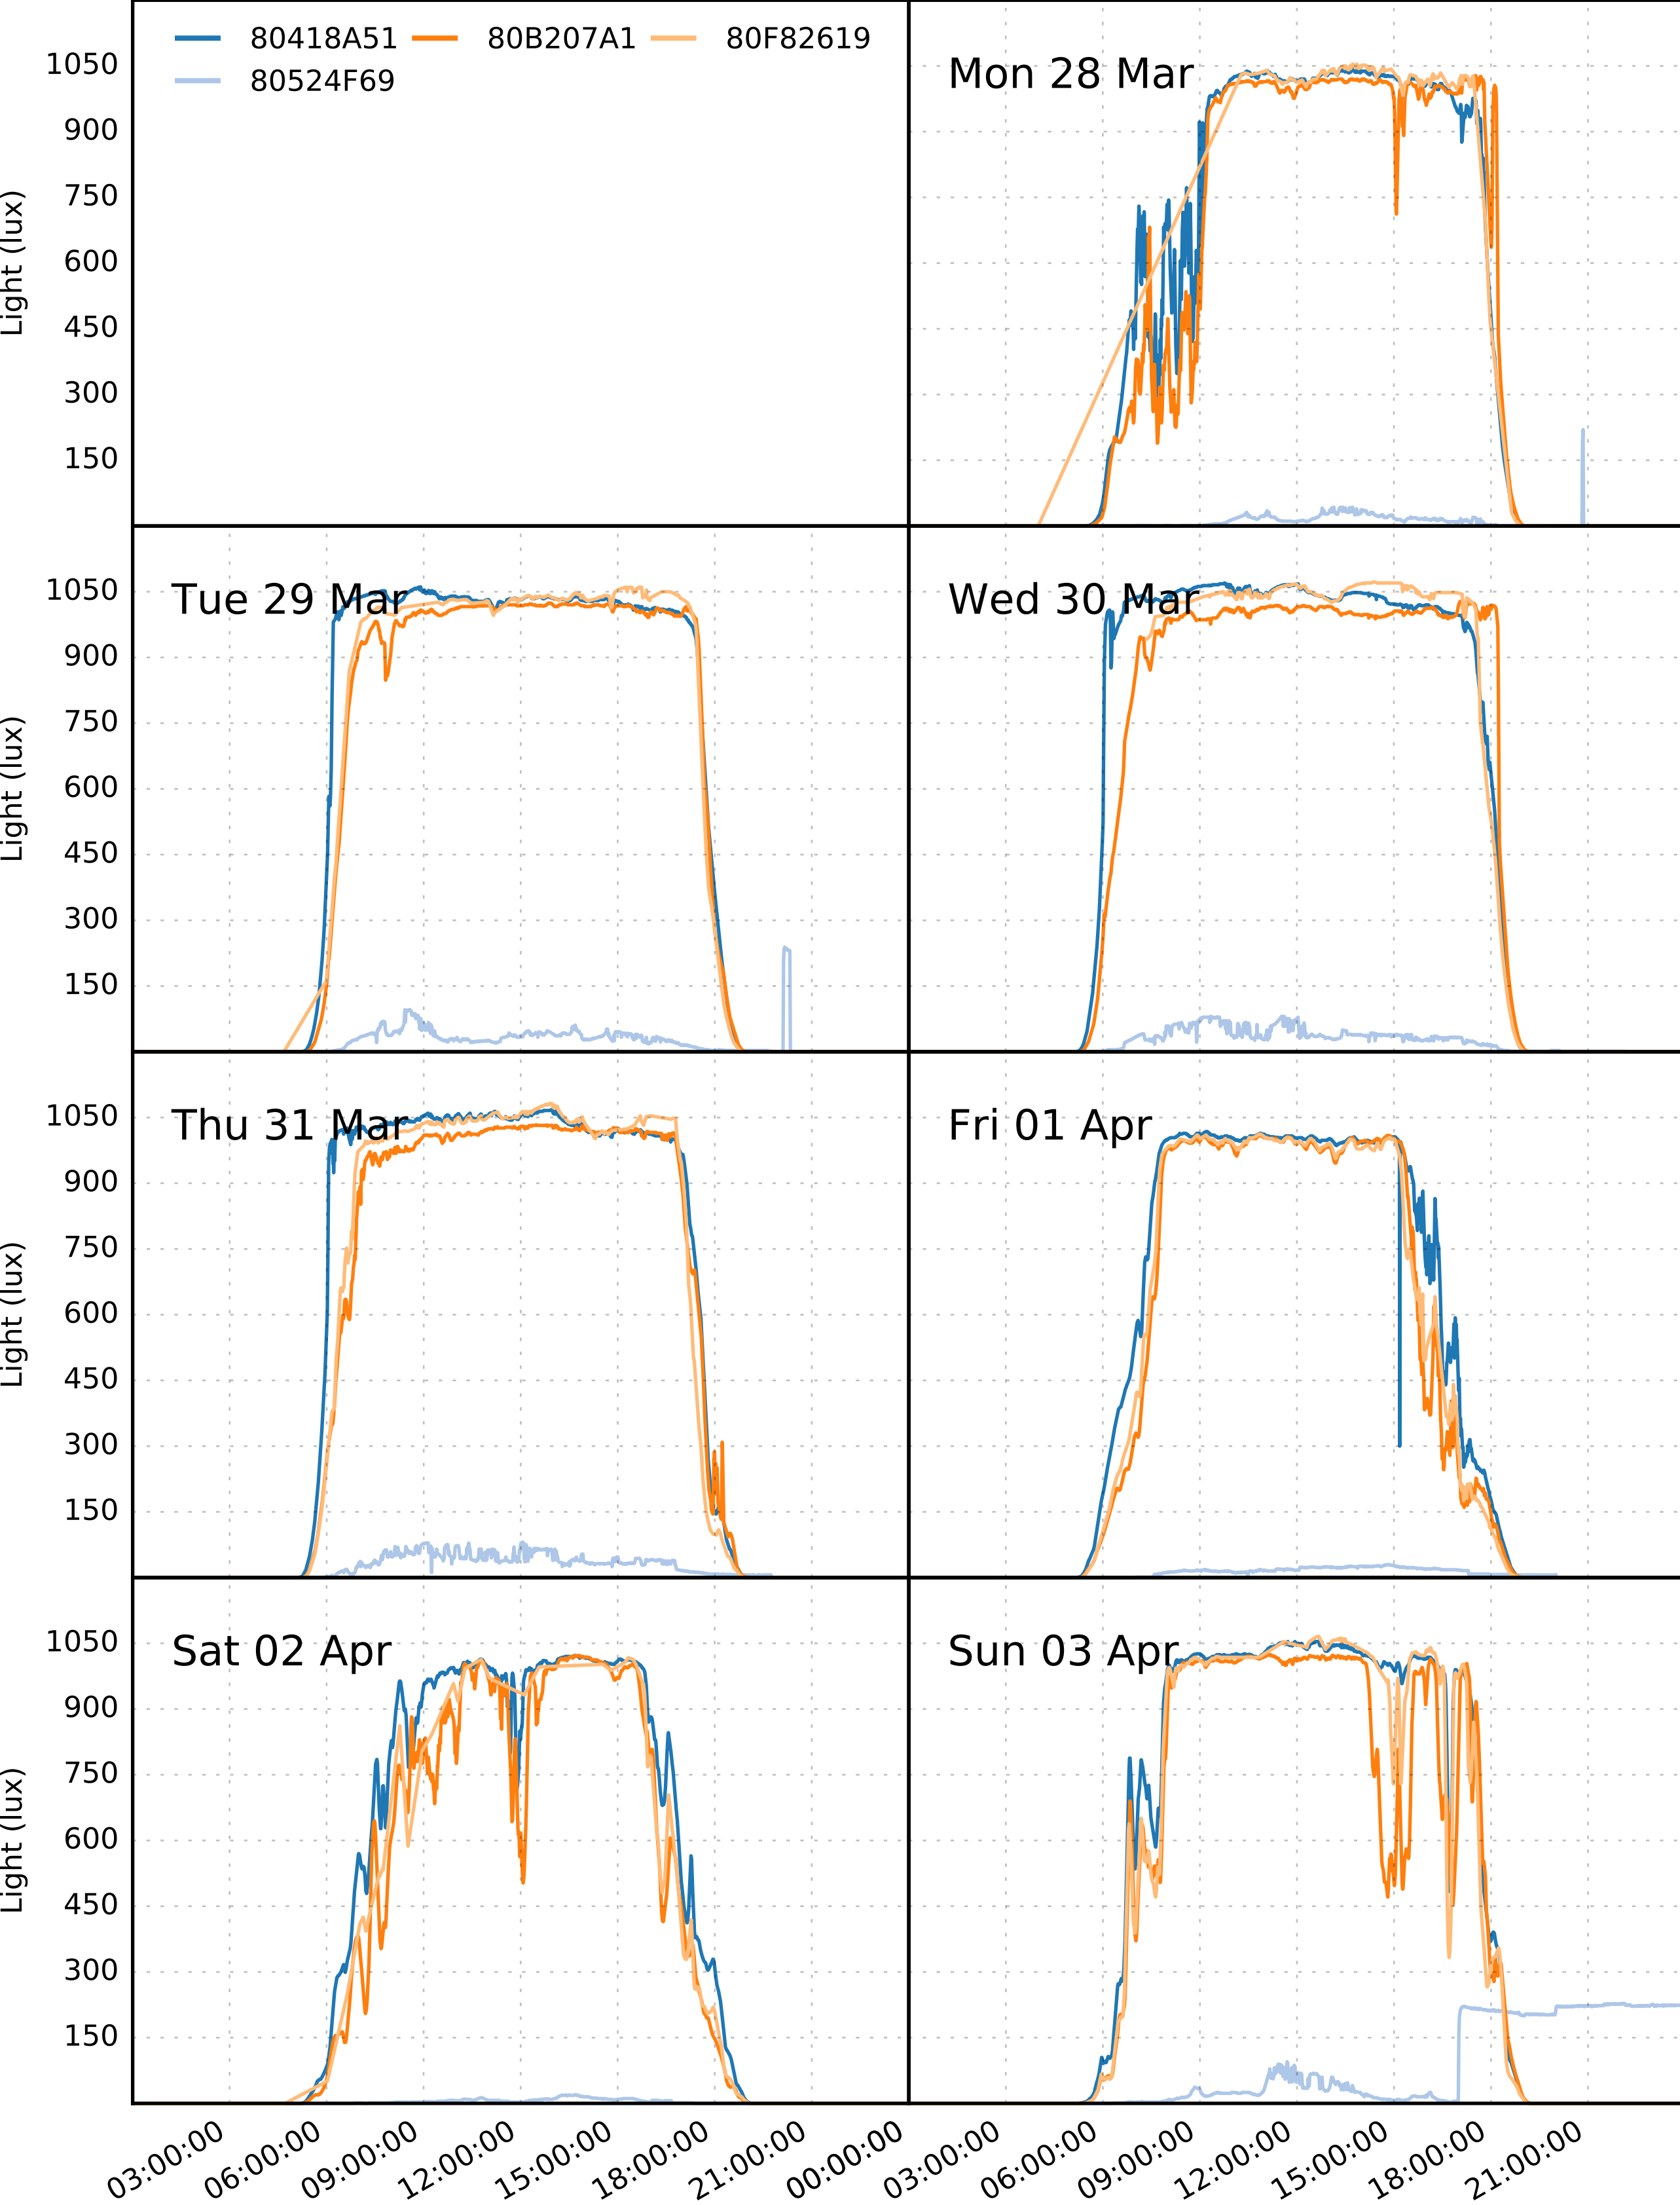 80418A51 80B207A1 80F82619
80524F69
Light (lux)
1050
900
750
600
450
300
150
Mon 28 Mar
Light (lux)
1050
900
750
600
450
300
150
Tue 29 Mar
Wed 30 Mar
Light (lux)
1050
900
750
600
450
300
150
Thu 31 Mar
Fri 01 Apr
Light (lux)
1050
900
750
600
450
300
150
Sat 02 Apr
Sun 03 Apr
03:00:00 06:00:00 09:00:00 12:00:00 15:00:00 18:00:00 21:00:00 00:00:00 03:00:00 06:00:00 09:00:00 12:00:00 15:00:00 18:00:00 21:00:00